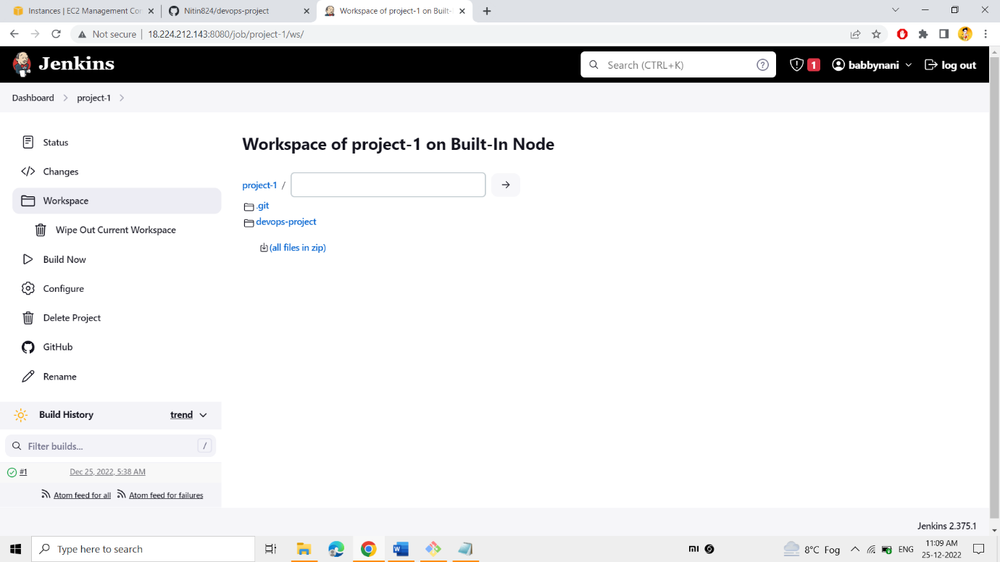 Instances | EC2 Management Con
Nitin824/devops-project
Workspace of project-1 on Built-
Not secure
18.224.212.143:8080/job/project-1/ws/
Jenkins
Search (CTRL+K)
?
1
babbynani
log out
Dashboard
project-1
Status
Changes
Workspace
Wipe Out Current Workspace
Build Now
Configure
Delete Project
GitHub
Rename
Workspace of project-1 on Built-In Node
project-1 /
.git
devops-project
(all files in zip)
Build History
trend
Filter builds...
/
#1
Dec 25, 2022, 5:38 AM
Atom feed for all
Atom feed for failures
Jenkins 2.375.1
Type here to search
8°C Fog
ENG
11:09 AM
25-12-2022